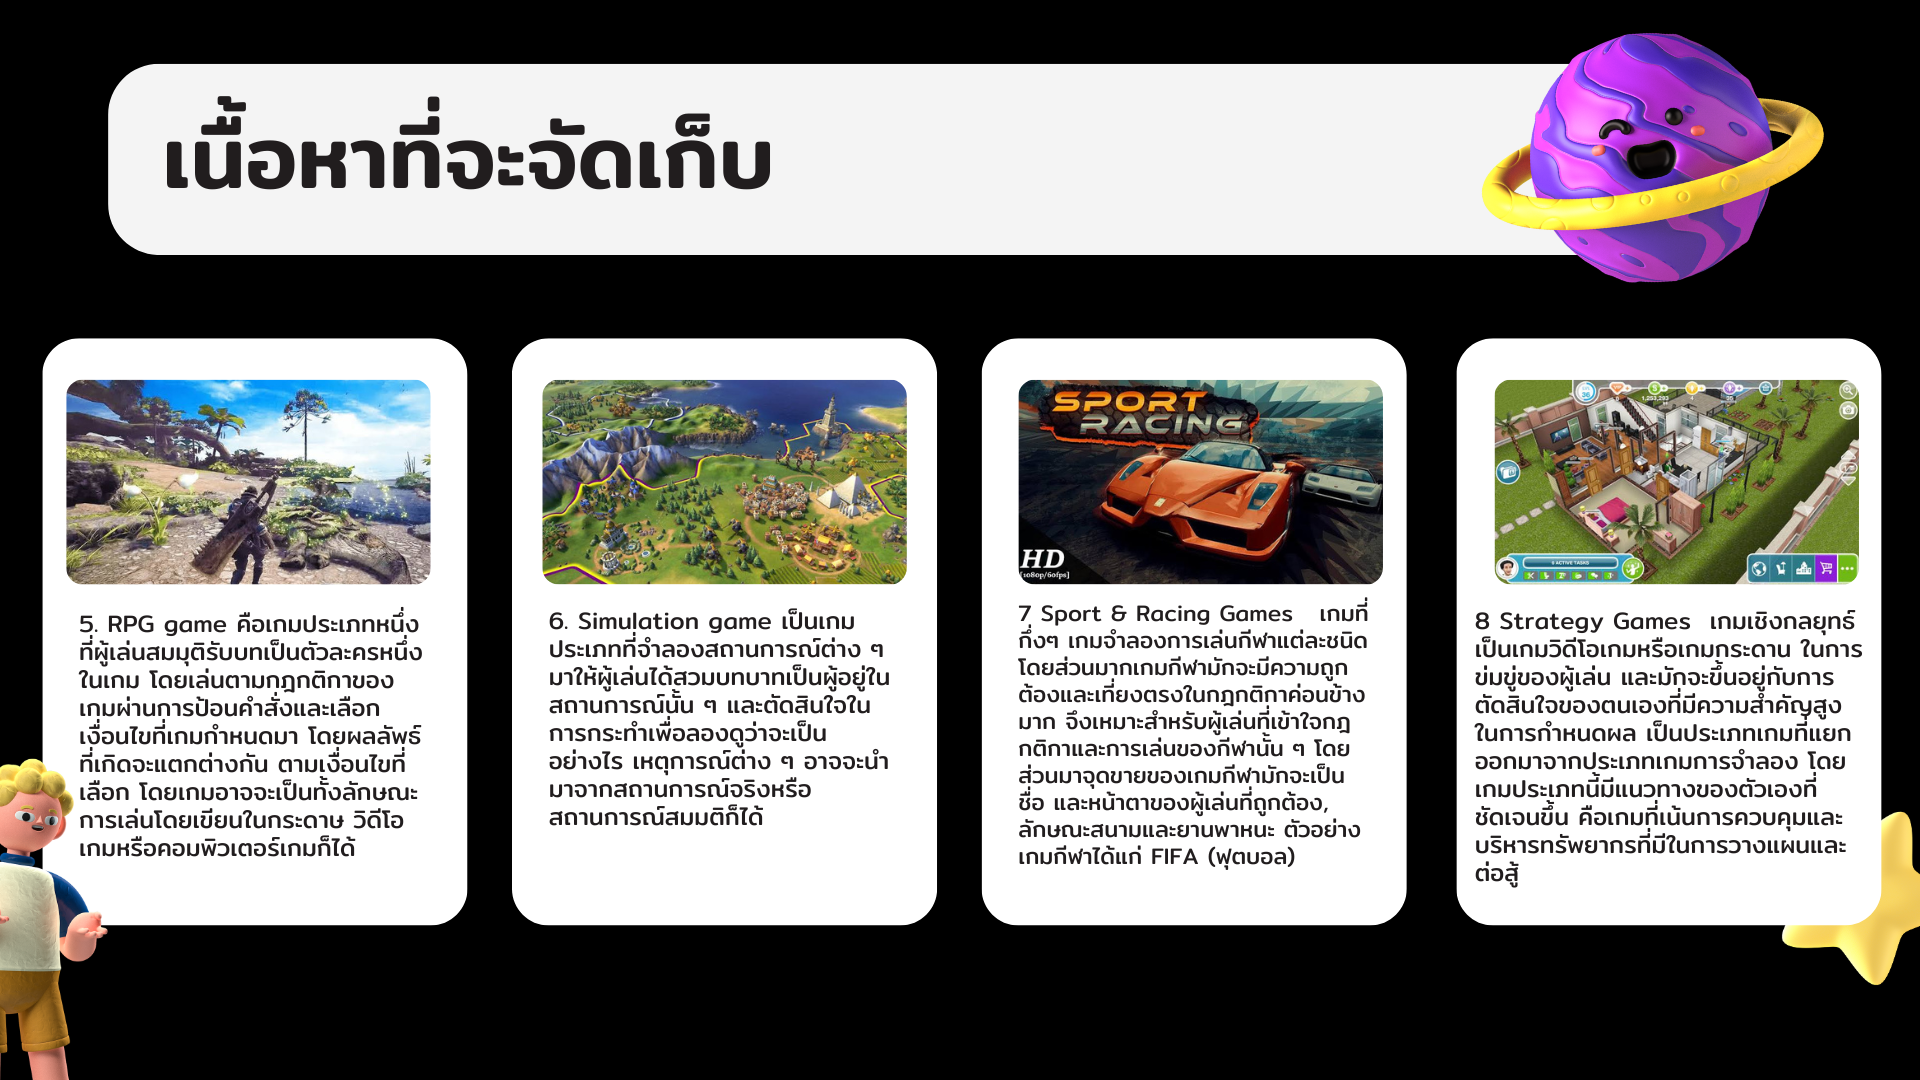 เนื้อหาที่จะจัดเก็บ
5. RPG game คือเกมประเภทหนึ่ง
ที่ผู้เล่นสมมุติรับบทเป็นตัวละครหนึ่ง
ในเกม โดยเล่นตามกฎกติกาของ
เกมผ่านการป้อนคำสั่งและเลือก
เงื่อนไขที่เกมกำหนดมา โดยผลลัพธ์
ที่เกิดจะแตกต่างกัน ตามเงื่อนไขที่
เลือก โดยเกมอาจจะเป็นทั้งลักษณะ
การเล่นโดยเขียนในกระดาษ วิดีโอ
เกมหรือคอมพิวเตอร์เกมก็ได้
6. Simulation game เป็นเกม
ประเภทที่จำลองสถานการณ์ต่าง ๆ
มาให้ผู้เล่นได้สวมบทบาทเป็นผู้อยู่ใน
สถานการณ์นั้น ๆ และตัดสินใจใน
การกระทำเพื่อลองดูว่าจะเป็น
อย่างไร เหตุการณ์ต่าง ๆ อาจจะนำ
มาจากสถานการณ์จริงหรือ
สถานการณ์สมมติก็ได้
SPORT
RACING
HD
[1080p/60fps]
7 Sport & Racing Games เกมที่
กึ่งๆ เกมจำลองการเล่นกีฬาแต่ละชนิด
โดยส่วนมากเกมกีฬามักจะมีความถูก
ต้องและเที่ยงตรงในกฎกติกาค่อนข้าง
มาก จึงเหมาะสำหรับผู้เล่นที่เข้าใจกฎ
กติกาและการเล่นของกีฬานั้น ๆ โดย
ส่วนมาจุดขายของเกมกีฬามักจะเป็น
ชื่อ และหน้าตาของผู้เล่นที่ถูกต้อง,
ลักษณะสนามและยานพาหนะ ตัวอย่าง
เกมกีฬาได้แก่ FIFA (ฟุตบอล)
1,253,283
6 ACTIVE TASKS
8 Strategy Games เกมเชิงกลยุทธ์
เป็นเกมวิดีโอเกมหรือเกมกระดาน ในการ
ข่มขู่ของผู้เล่น และมักจะขึ้นอยู่กับการ
ตัดสินใจของตนเองที่มีความสำคัญสูง
ในการกำหนดผล เป็นประเภทเกมที่แยก
ออกมาจากประเภทเกมการจำลอง โดย
เกมประเภทนี้มีแนวทางของตัวเองที่
ชัดเจนขึ้น คือเกมที่เน้นการควบคุมและ
บริหารทรัพยากรที่มีในการวางแผนและ
ต่อสู้